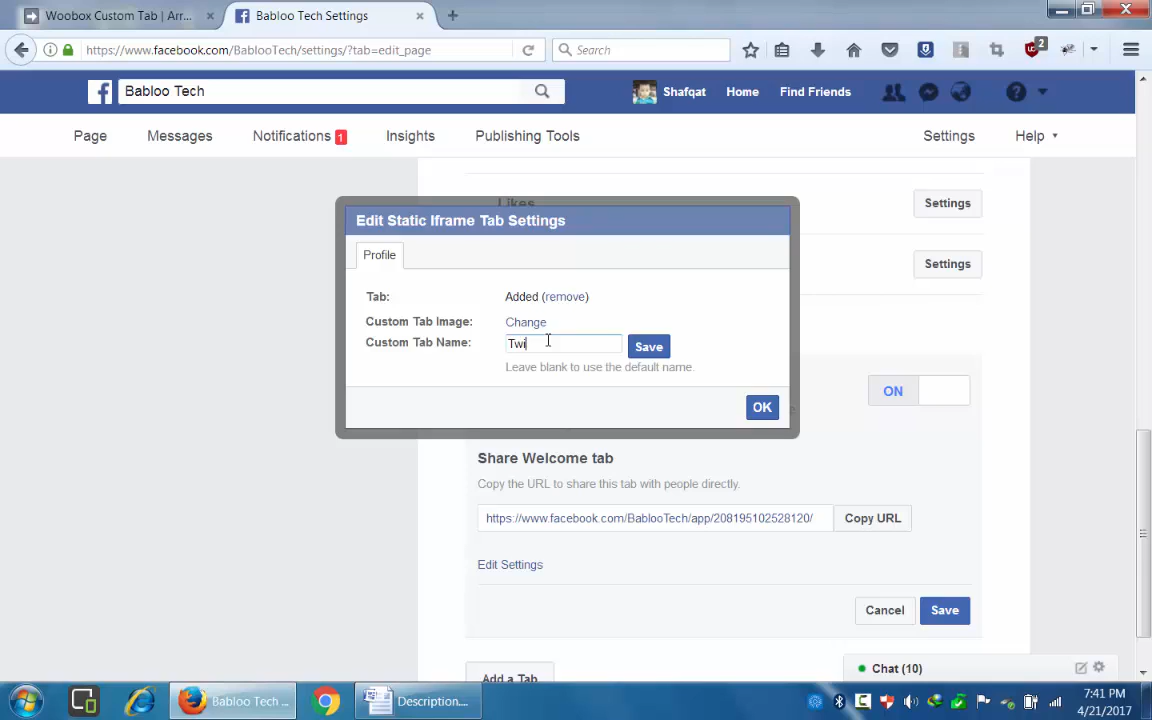 Woobox Custom Tab | Arr...
Babloo Tech Settings
https://www.facebook.com/BablooTech/settings/?tab=edit_page
Search
2
Babloo Tech
Shafqat
Home
Find Friends
Page
Messages
Notifications 1
Insights
Publishing Tools
Settings
Help
Likes
Settings
Settings
Edit Static Iframe Tab Settings
Profile
Tab:
Added (remove)
Custom Tab Image:
Change
Custom Tab Name:
Twi
Save
Leave blank to use the default name.
OK
ON
Share Welcome tab
Copy the URL to share this tab with people directly.
https://www.facebook.com/BablooTech/app/208195102528120/
Copy URL
Edit Settings
Cancel
Save
Add a Tab
Chat (10)
Babloo Tech ...
Description....
7:41 PM
4/21/2017